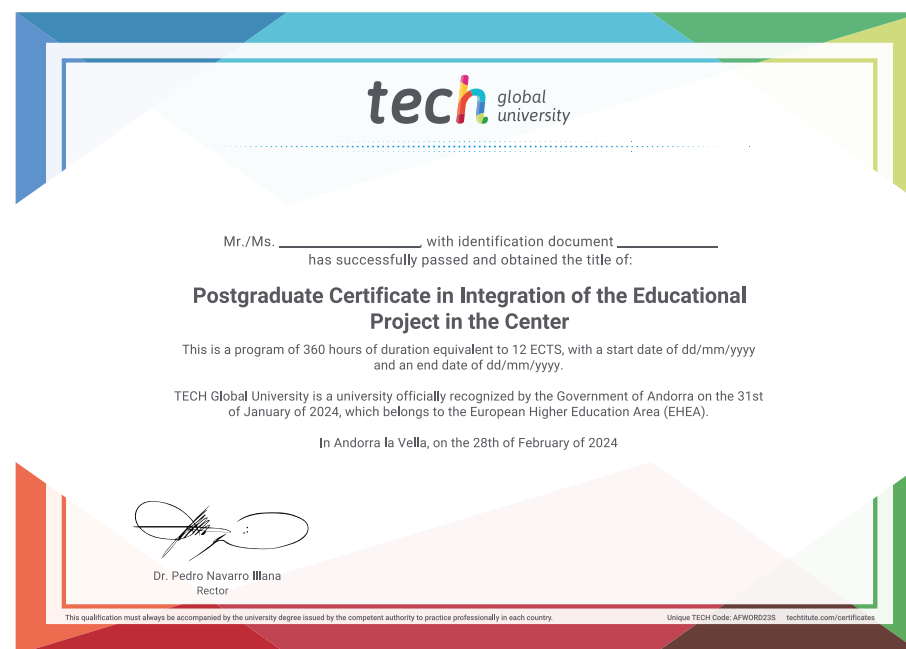 tech global university
Mr./Ms. ____________, with identification document ____________
has successfully passed and obtained the title of:
Postgraduate Certificate in Integration of the Educational
Project in the Center
This is a program of 360 hours of duration equivalent to 12 ECTS, with a start date of dd/mm/yyyy
and an end date of dd/mm/yyyy.
TECH Global University is a university officially recognized by the Government of Andorra on the 31st
of January of 2024, which belongs to the European Higher Education Area (EHEA).
In Andorra la Vella, on the 28th of February of 2024
Dr. Pedro Navarro Illana
Rector
This qualification must always be accompanied by the university degree issued by the competent authority to practice professionally in each country.
Unique TECH Code: AFWORD23S techtitute.com/certificates